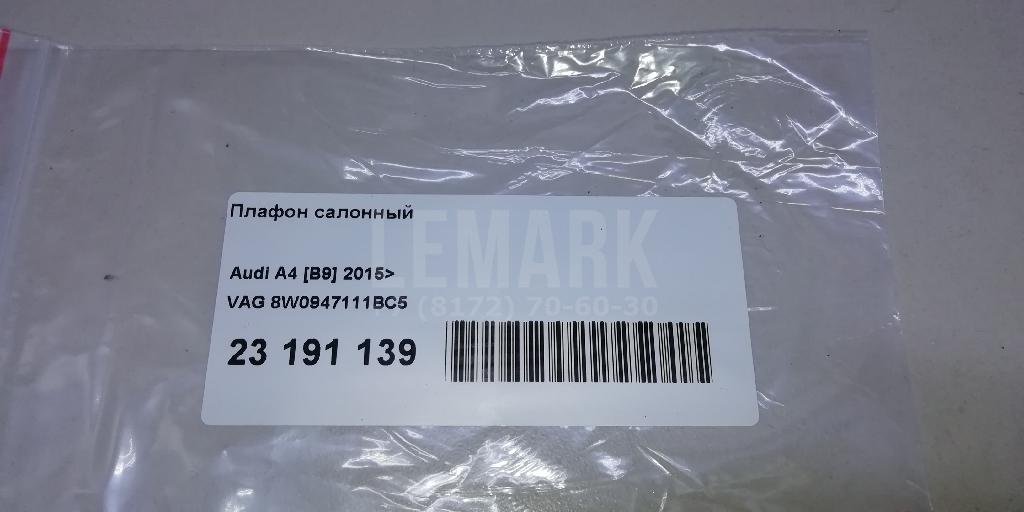 Плафон салонный
LEMARK
Audi A4 [B9] 2015>
VAG 8W0947111BC5
(8172) 70-60-30
23 191 139